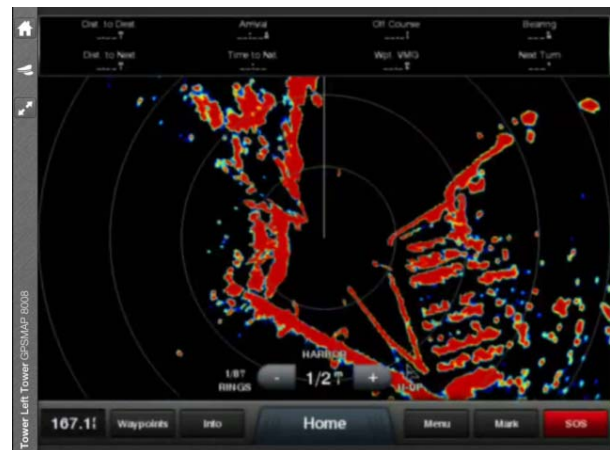 Dist. to Dest
Arrival
Off Course
Bearing
Dist. to Next
Time to Nxt.
Wpt. VMG
Next Turn
HARBOR
1/8
RINGS
-
1/2
+
H-UP
167.1
Waypoints
Info
Home
Menu
Mark
SOS
Tower Left Tower GPSMAP 8008